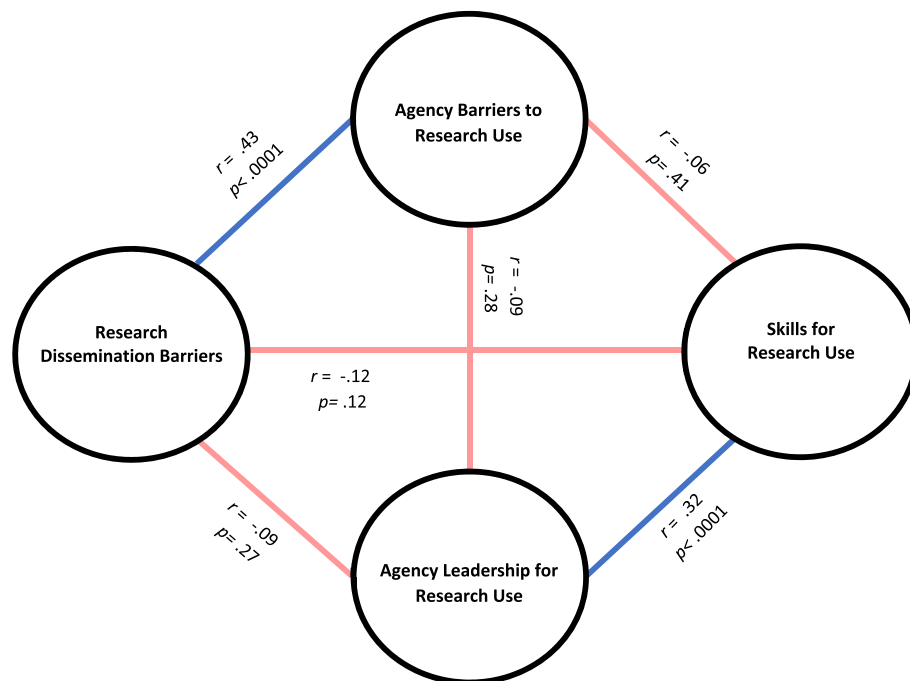 Agency Barriers to
Research Use
r = .43
p< .0001
r = -.06
p= .41
r = -.09
p= .28
Research
Dissemination Barriers
Skills for
Research Use
r = -.12
p= .12
r = -.09
p= .27
r = .32
p< .0001
Agency Leadership for
Research Use